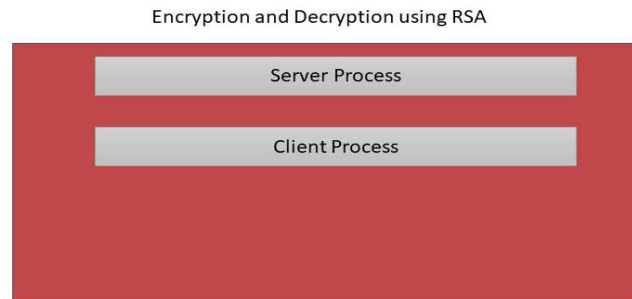 Encryption and Decryption using RSA
Server Process
Client Process